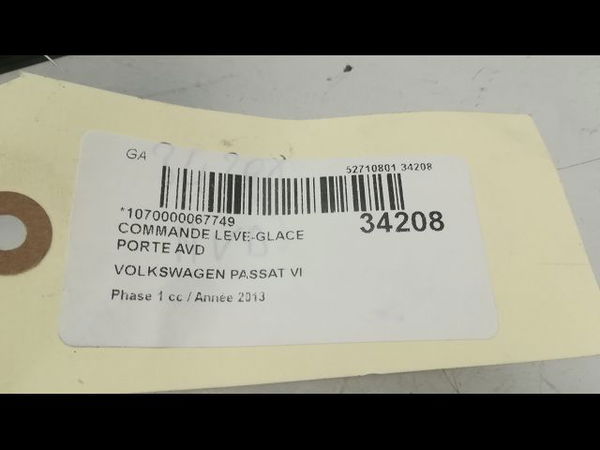 GA
52710801 34208
*1070000067749
34208
COMMANDE LEVE-GLACE
PORTE AVD
VOLKSWAGEN PASSAT VI
Phase 1 cc / Année 2013